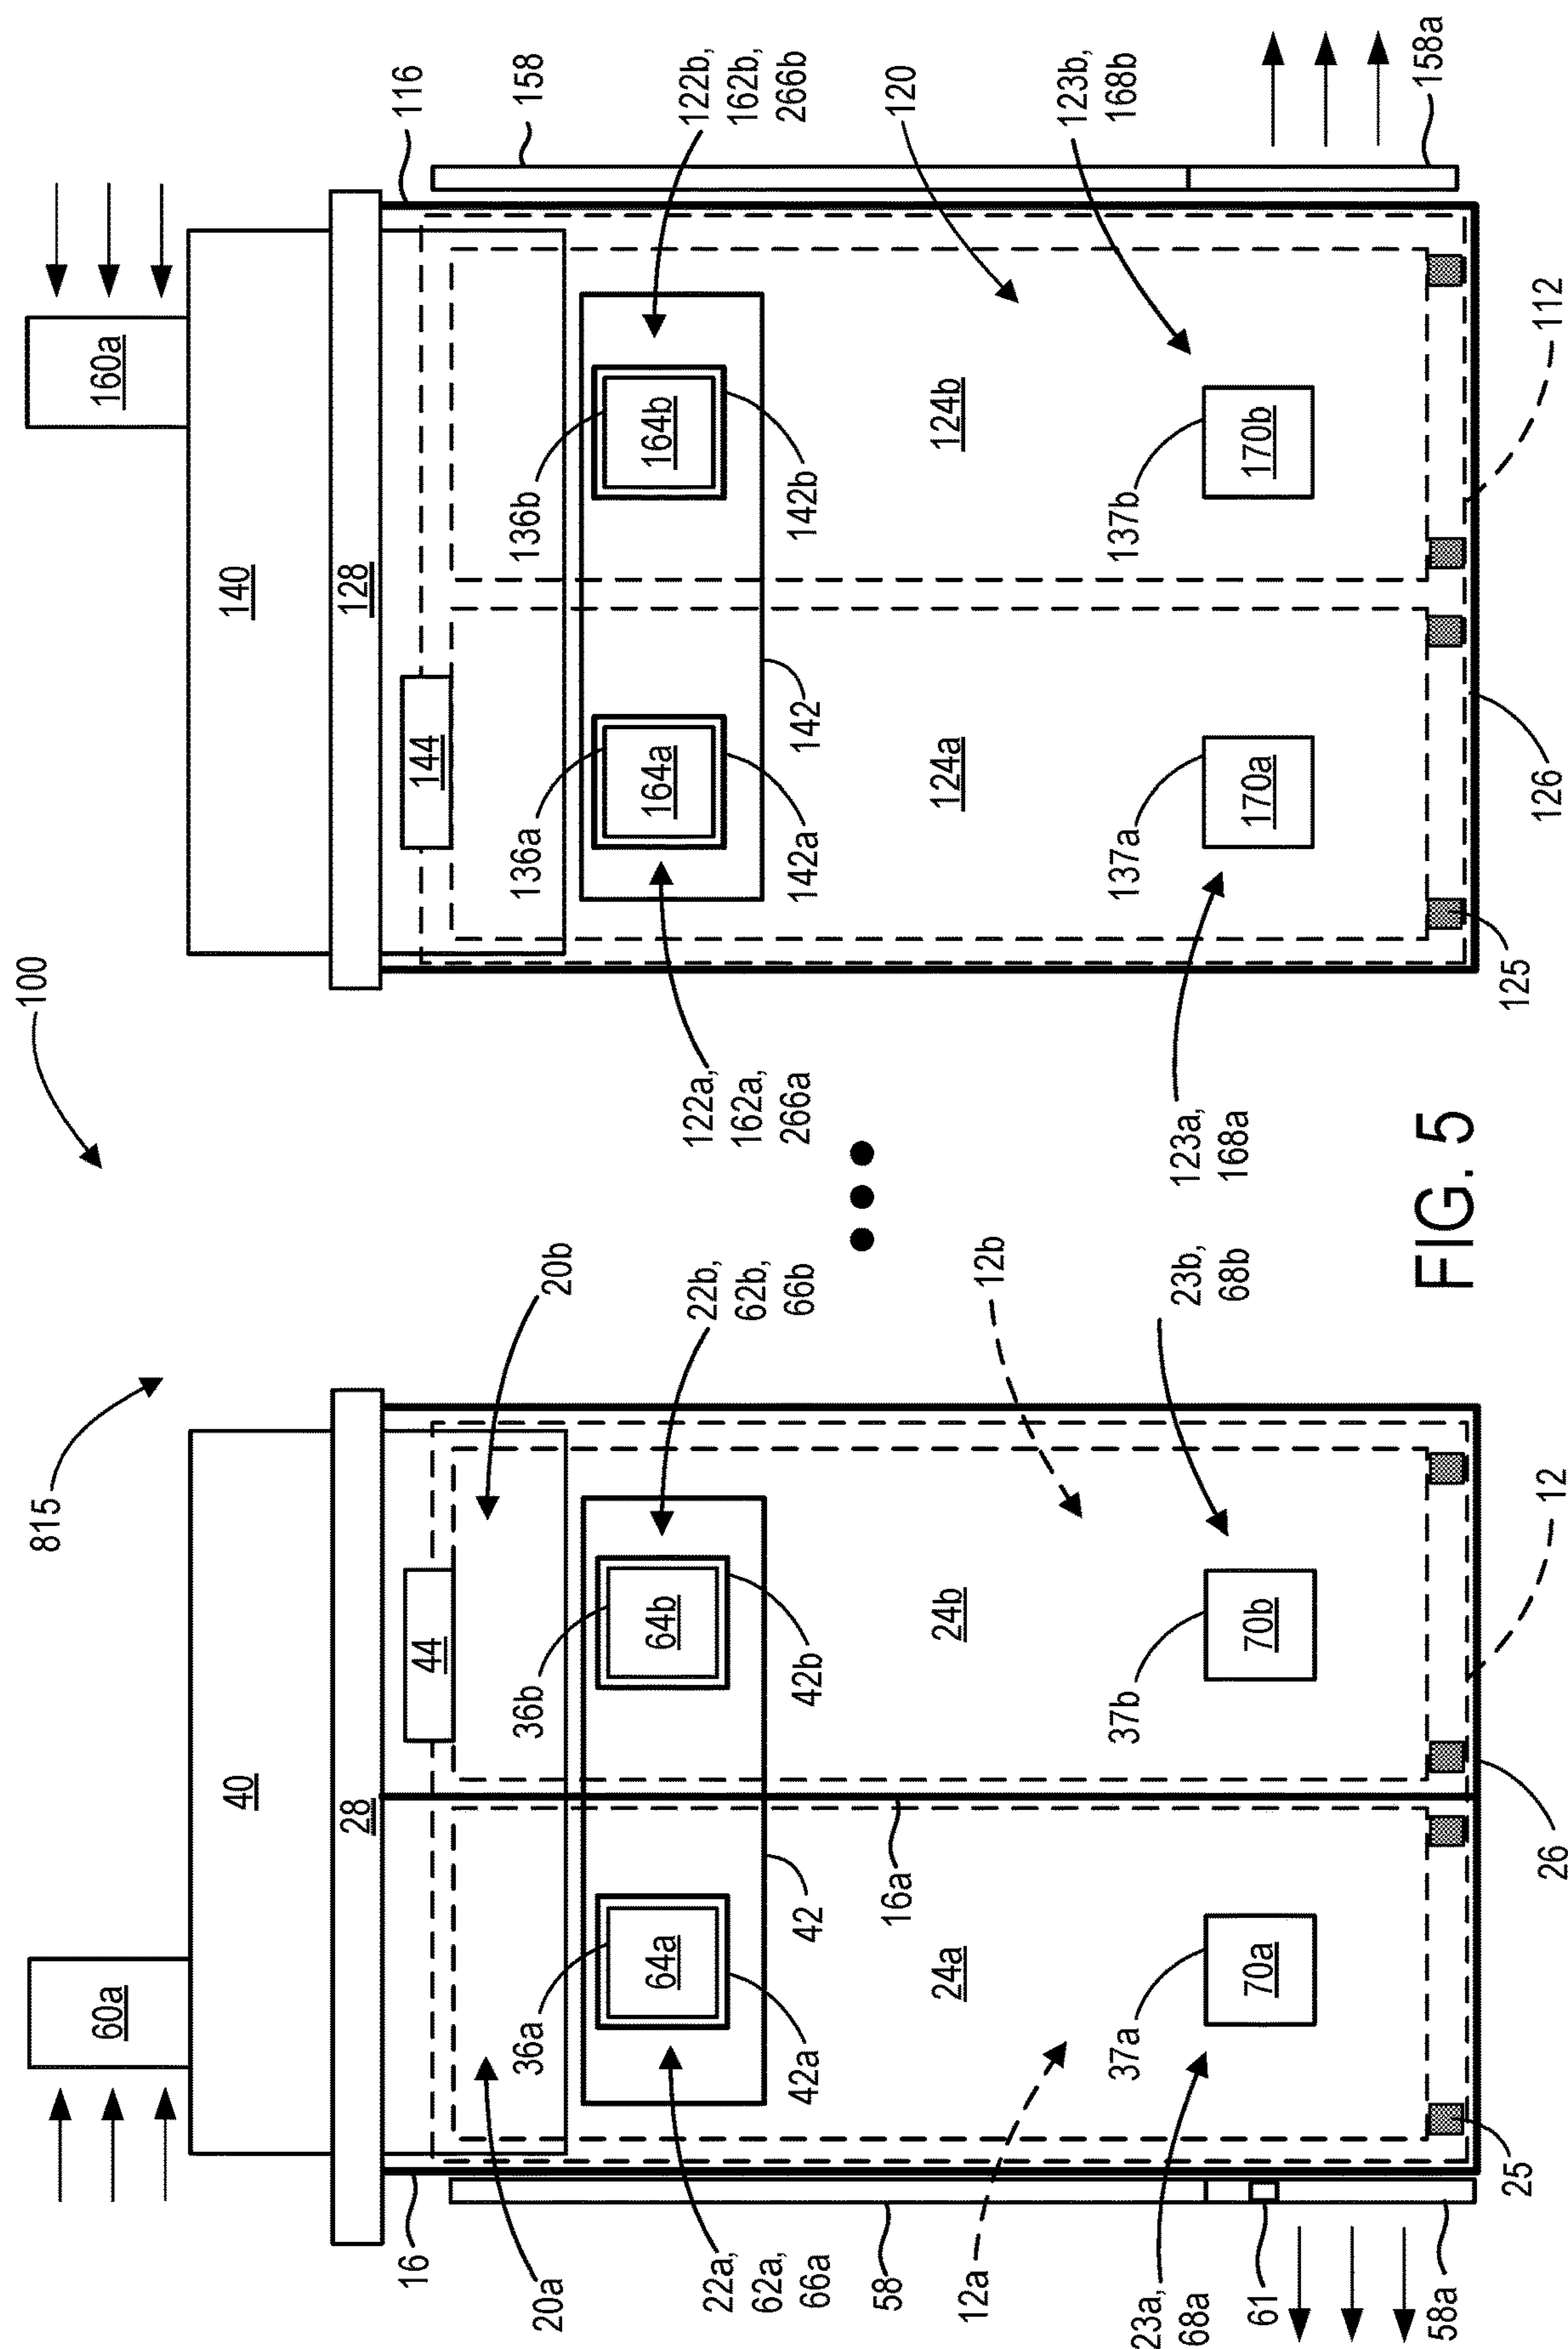 815
100
60a
40
28
16
20a
44
20b
36a
64a
42a
36b
64b
42b
22a,
62a,
66a
22b,
62b,
66b
42
58
24a
16a
24b
12a
12b
37a
70a
37b
70b
23a,
68a
23b,
68b
61
58a
25
26
12
160a
140
128
116
158
144
136a
164a
142a
136b
164b
142b
122a,
162a,
266a
122b,
162b,
266b
142
124a
124b
120
137a
170a
137b
170b
123a,
168a
123b,
168b
158a
125
126
112
FIG. 5